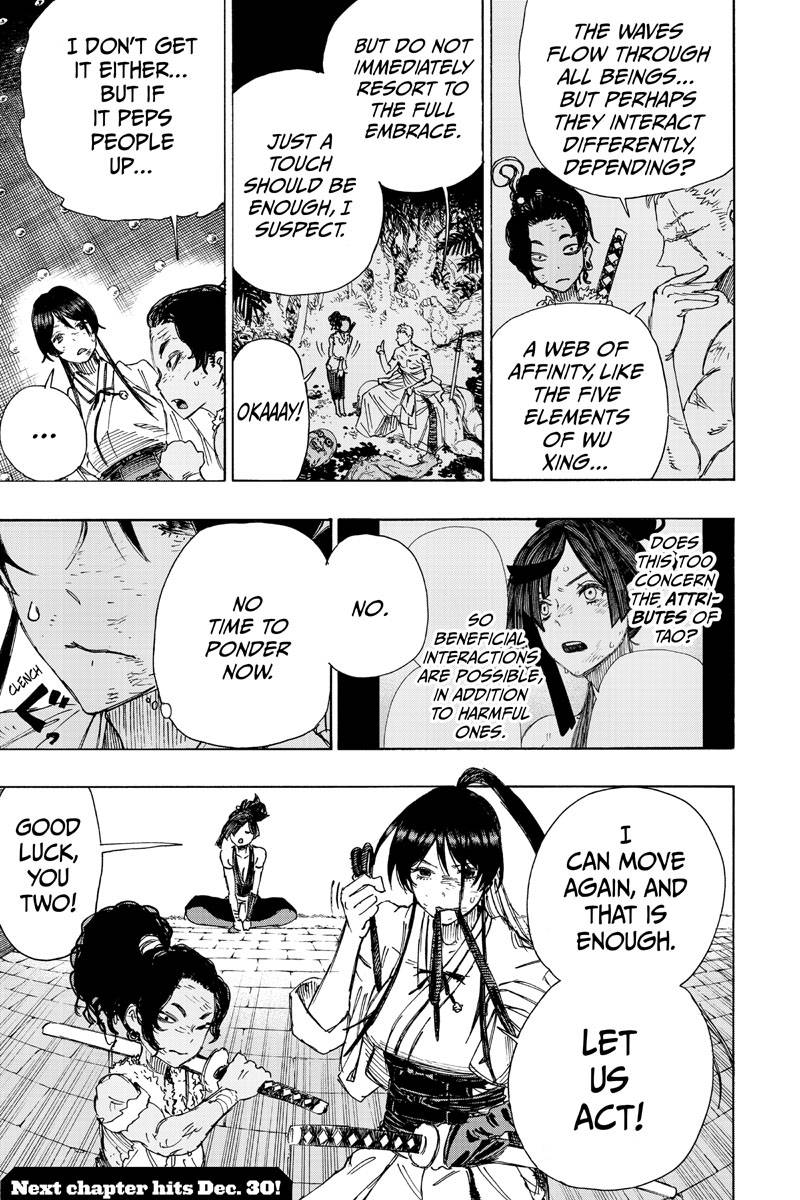 THE WAVES
FLOW THROUGH
ALL BEINGS...
BUT PERHAPS
THEY INTERACT
DIFFERENTLY,
DEPENDING?
A WEB OF
AFFINITY, LIKE
THE FIVE
ELEMENTS
OF WU
XING...
BUT DO NOT
IMMEDIATELY
RESORT TO
THE FULL
EMBRACE.
JUST A
TOUCH
SHOULD BE
ENOUGH, I
SUSPECT.
OKAAAY!
I DON'T GET
IT EITHER...
BUT IF
IT PEPS
PEOPLE
UP...
...
DOES
THIS TOO
CONCERN
THE ATTRI-
BUTES OF
TAO?
SO
BENEFICIAL
INTERACTIONS
ARE POSSIBLE,
IN ADDITION
TO HARMFUL
ONES.
NO.
NO
TIME TO
PONDER
NOW.
CLENCH
ぐっ
I
CAN MOVE
AGAIN, AND
THAT IS
ENOUGH.
LET
US
ACT!
GOOD
LUCK,
YOU
TWO!
Next chapter hits Dec. 30!